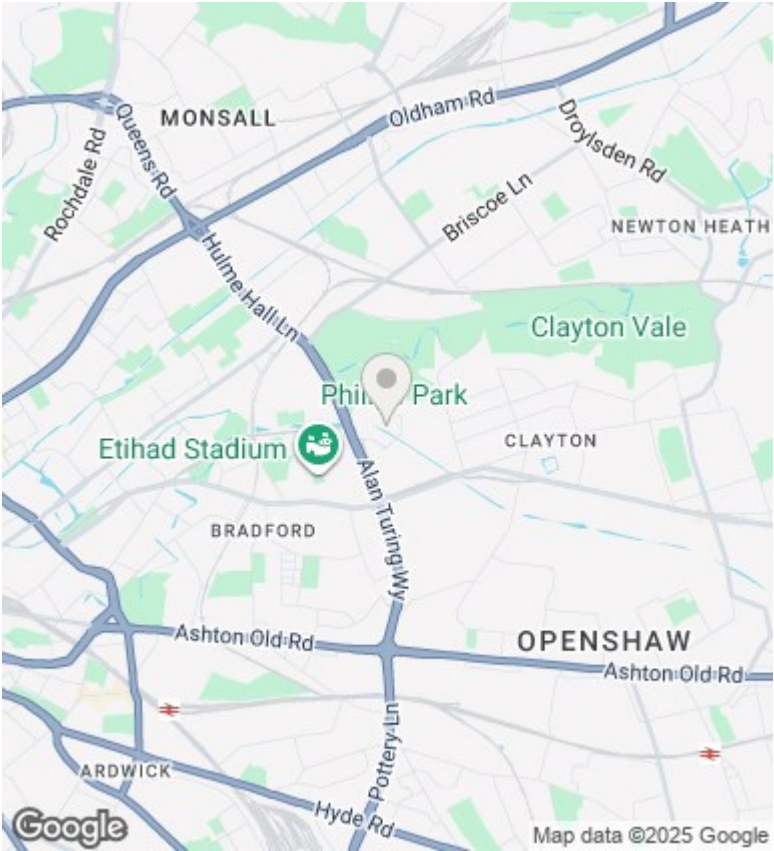 MONSALL
Oldham Rd
Queens Rd
Rochdale Rd
Droylsden Rd
Briscoe Ln
NEWTON HEATH
Hulme Hall Ln
Clayton Vale
Park
Etihad Stadium
CLAYTON
Alan Turing Wy
BRADFORD
Ashton Old Rd
OPENSHAW
Ashton Old Rd
Pottery Ln
ARDWICK
Hyde Rd
Google
Map data ©2025 Google